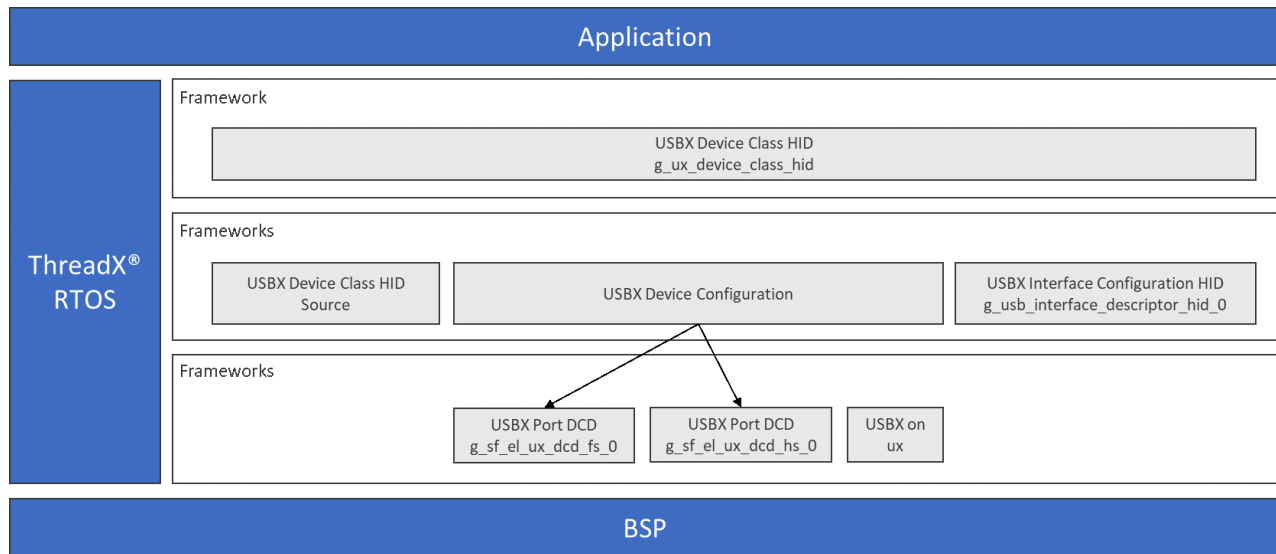 Application
ThreadX®
RTOS
Framework
USBX Device Class HID
g_ux_device_class_hid
Frameworks
USBX Device Class HID
Source
USBX Device Configuration
USBX Interface Configuration HID
g_usb_interface_descriptor_hid_0
Frameworks
USBX Port DCD
g_sf_el_ux_dcd_fs_0
USBX Port DCD
g_sf_el_ux_dcd_hs_0
USBX on
ux
BSP